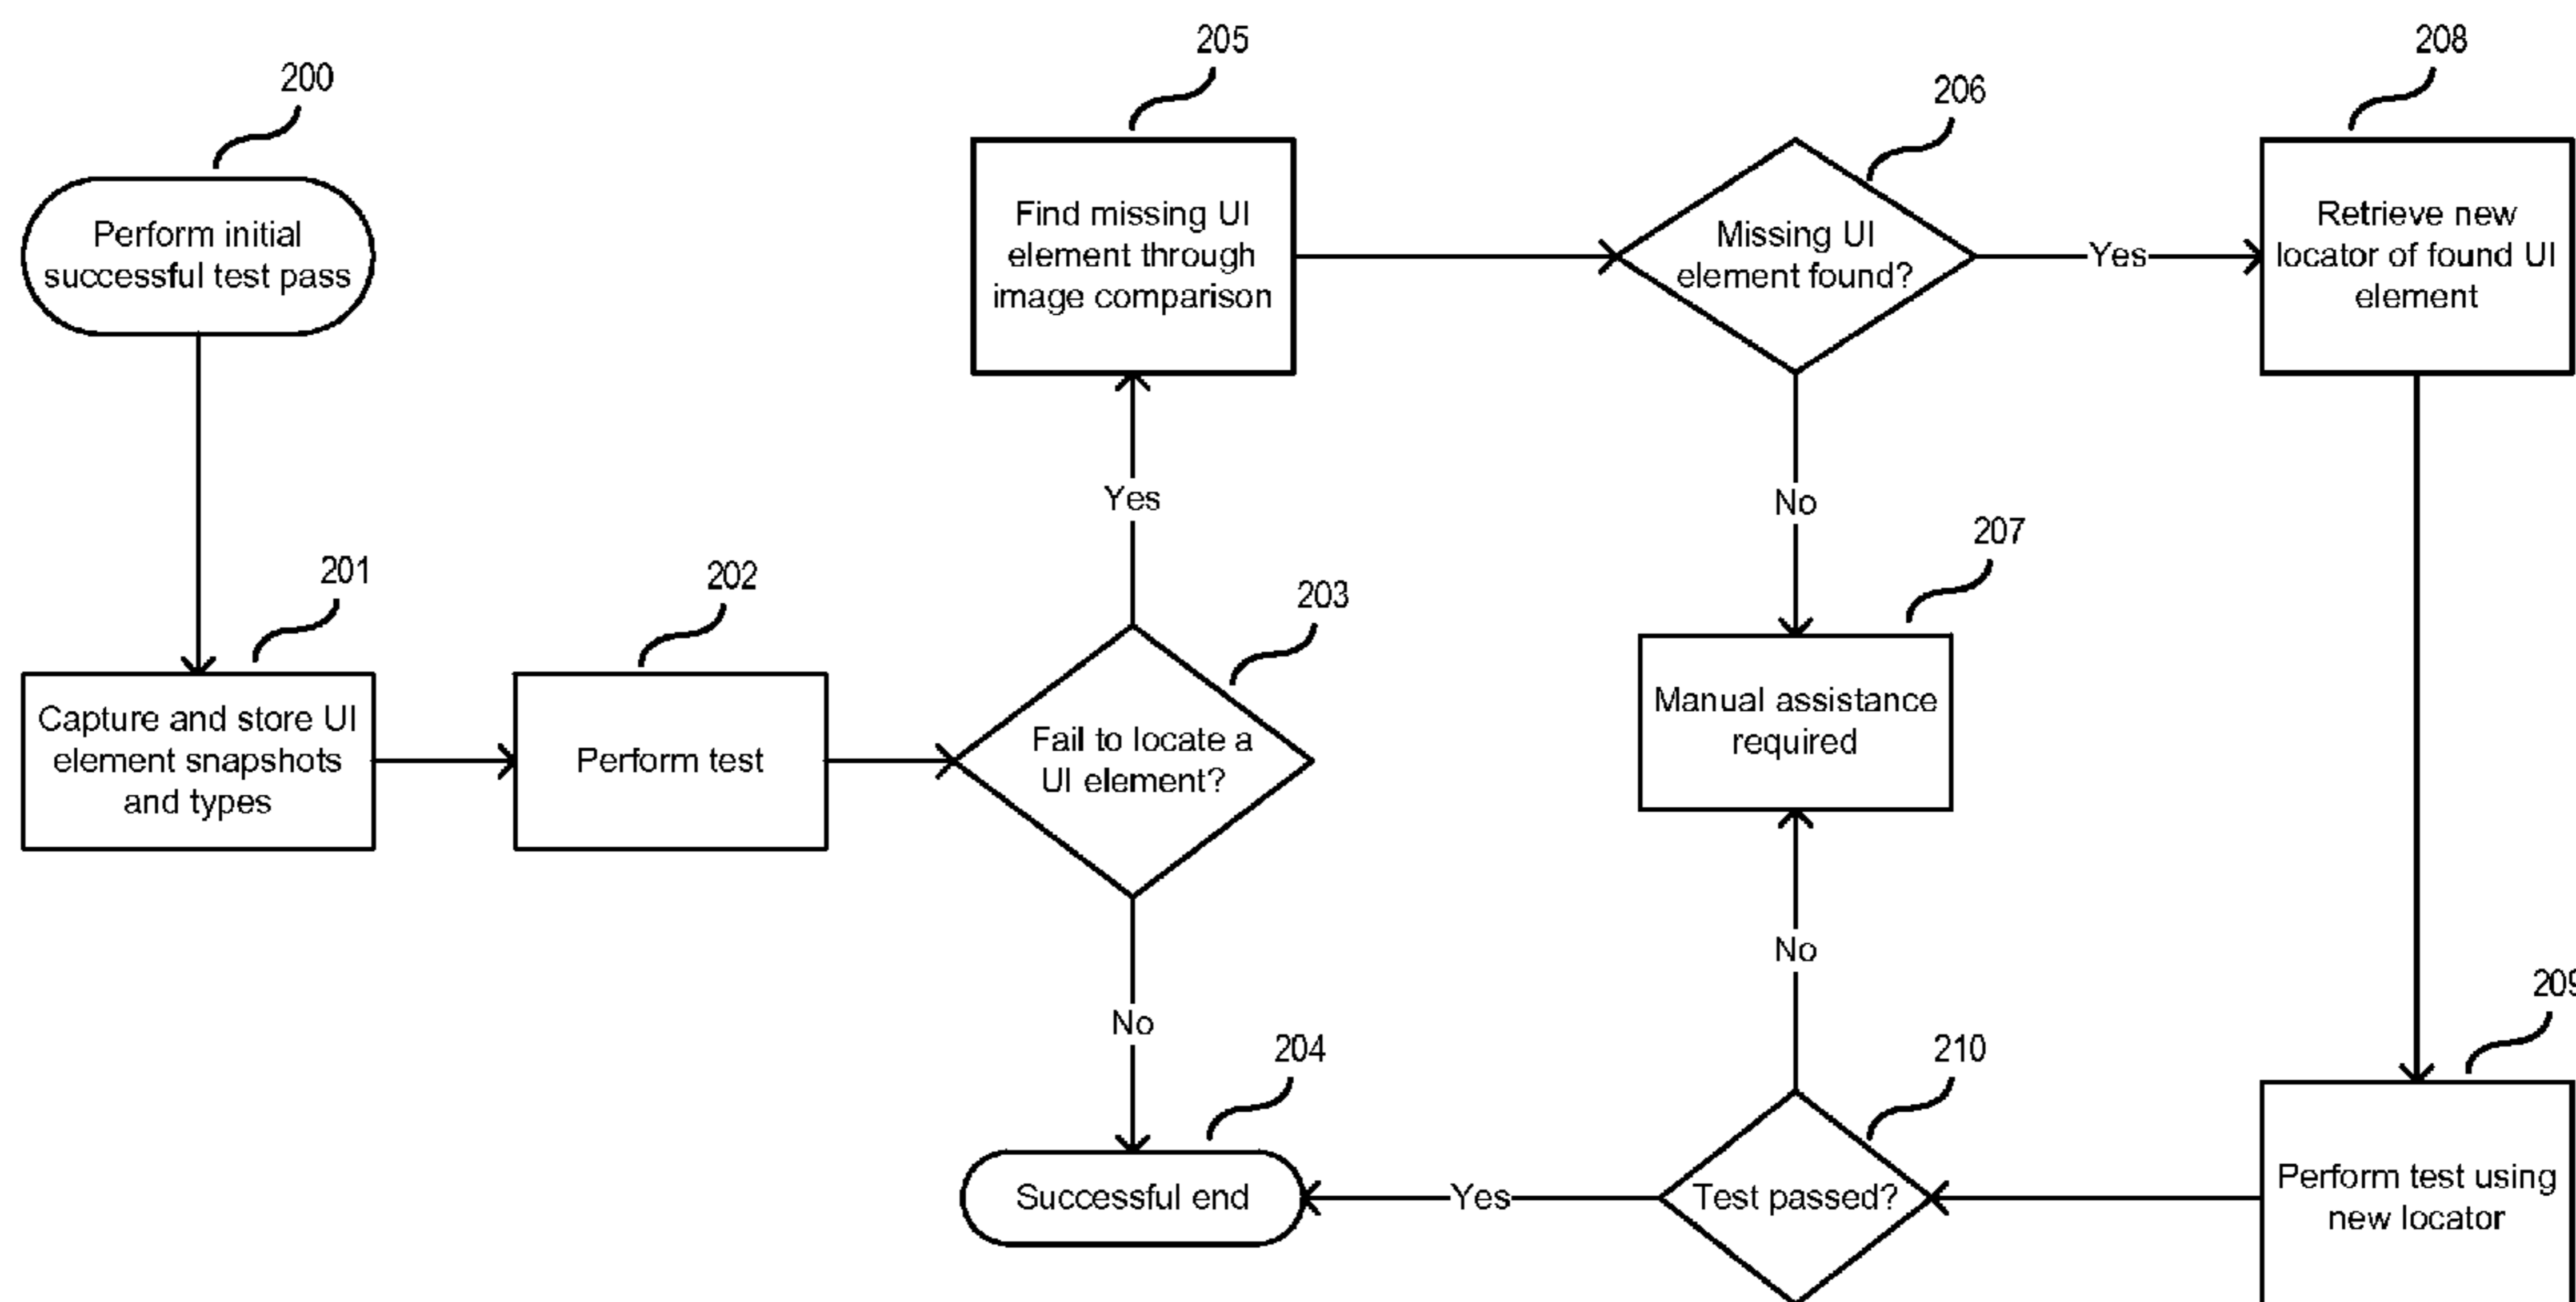 200
Perform initial
successful test pass
201
Capture and store UI
element snapshots
and types
202
Perform test
203
Fail to locate a
UI element?
Yes
No
204
Successful end
205
Find missing UI
element through
image comparison
206
Missing UI
element found?
Yes
No
207
Manual assistance
required
208
Retrieve new
locator of found UI
element
209
Perform test using
new locator
210
Test passed?
No
Yes